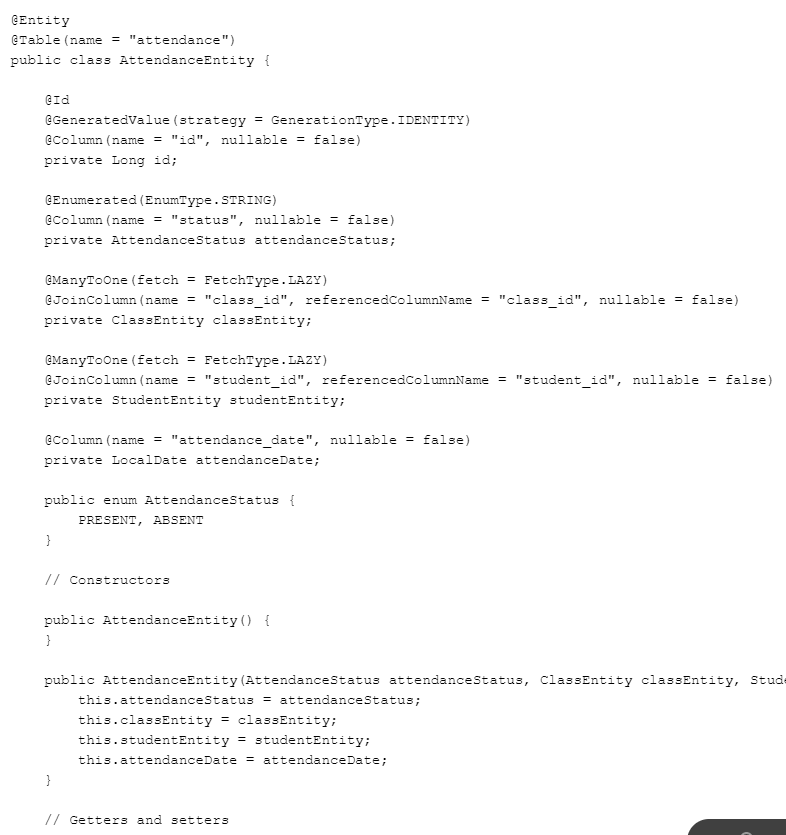 @Entity
@Table(name = "attendance")
public class AttendanceEntity {
@Id
@GeneratedValue(strategy = GenerationType.IDENTITY)
@Column(name = "id", nullable = false)
private Long id;
@Enumerated(EnumType.STRING)
@Column(name = "status", nullable = false)
private AttendanceStatus attendanceStatus;
@ManyToOne(fetch = FetchType.LAZY)
@JoinColumn(name = "class_id", referencedColumnName = "class_id", nullable = false)
private ClassEntity classEntity;
@ManyToOne(fetch = FetchType.LAZY)
@JoinColumn(name = "student_id", referencedColumnName = "student_id", nullable = false)
private StudentEntity studentEntity;
@Column(name = "attendance_date", nullable = false)
private LocalDate attendanceDate;
public enum AttendanceStatus {
PRESENT, ABSENT
}
// Constructors
public AttendanceEntity() {
}
public AttendanceEntity(AttendanceStatus attendanceStatus, ClassEntity classEntity,
this.attendanceStatus = attendanceStatus;
this.classEntity = classEntity;
this.studentEntity = studentEntity;
this.attendanceDate = attendanceDate;
}
// Getters and setters